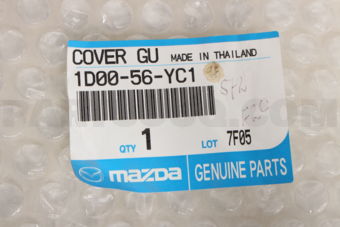 COVER GU MADE IN THAILAND
1D00-56-YC1
QTY 1 LOT 7F05
mazda GENUINE PARTS